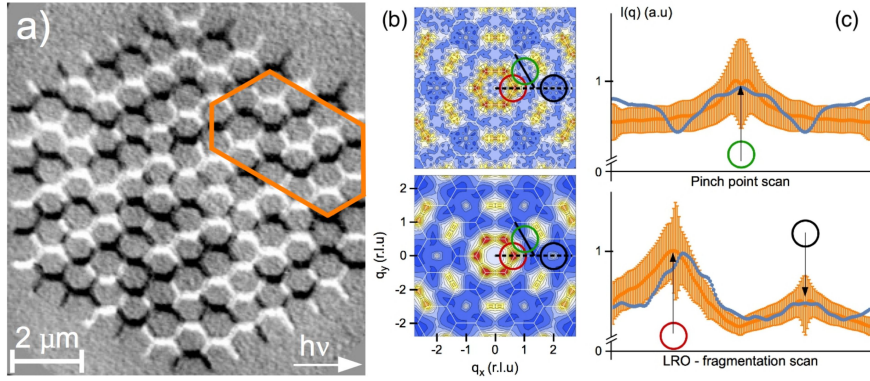 a)
2 μm
hν
(b)
2
1
0
-1
-2
q_y (r.l.u)
-2 -1 0 1 2
q_x (r.l.u)
I(q) (a.u)
(c)
1
0
Pinch point scan
1
0
LRO - fragmentation scan